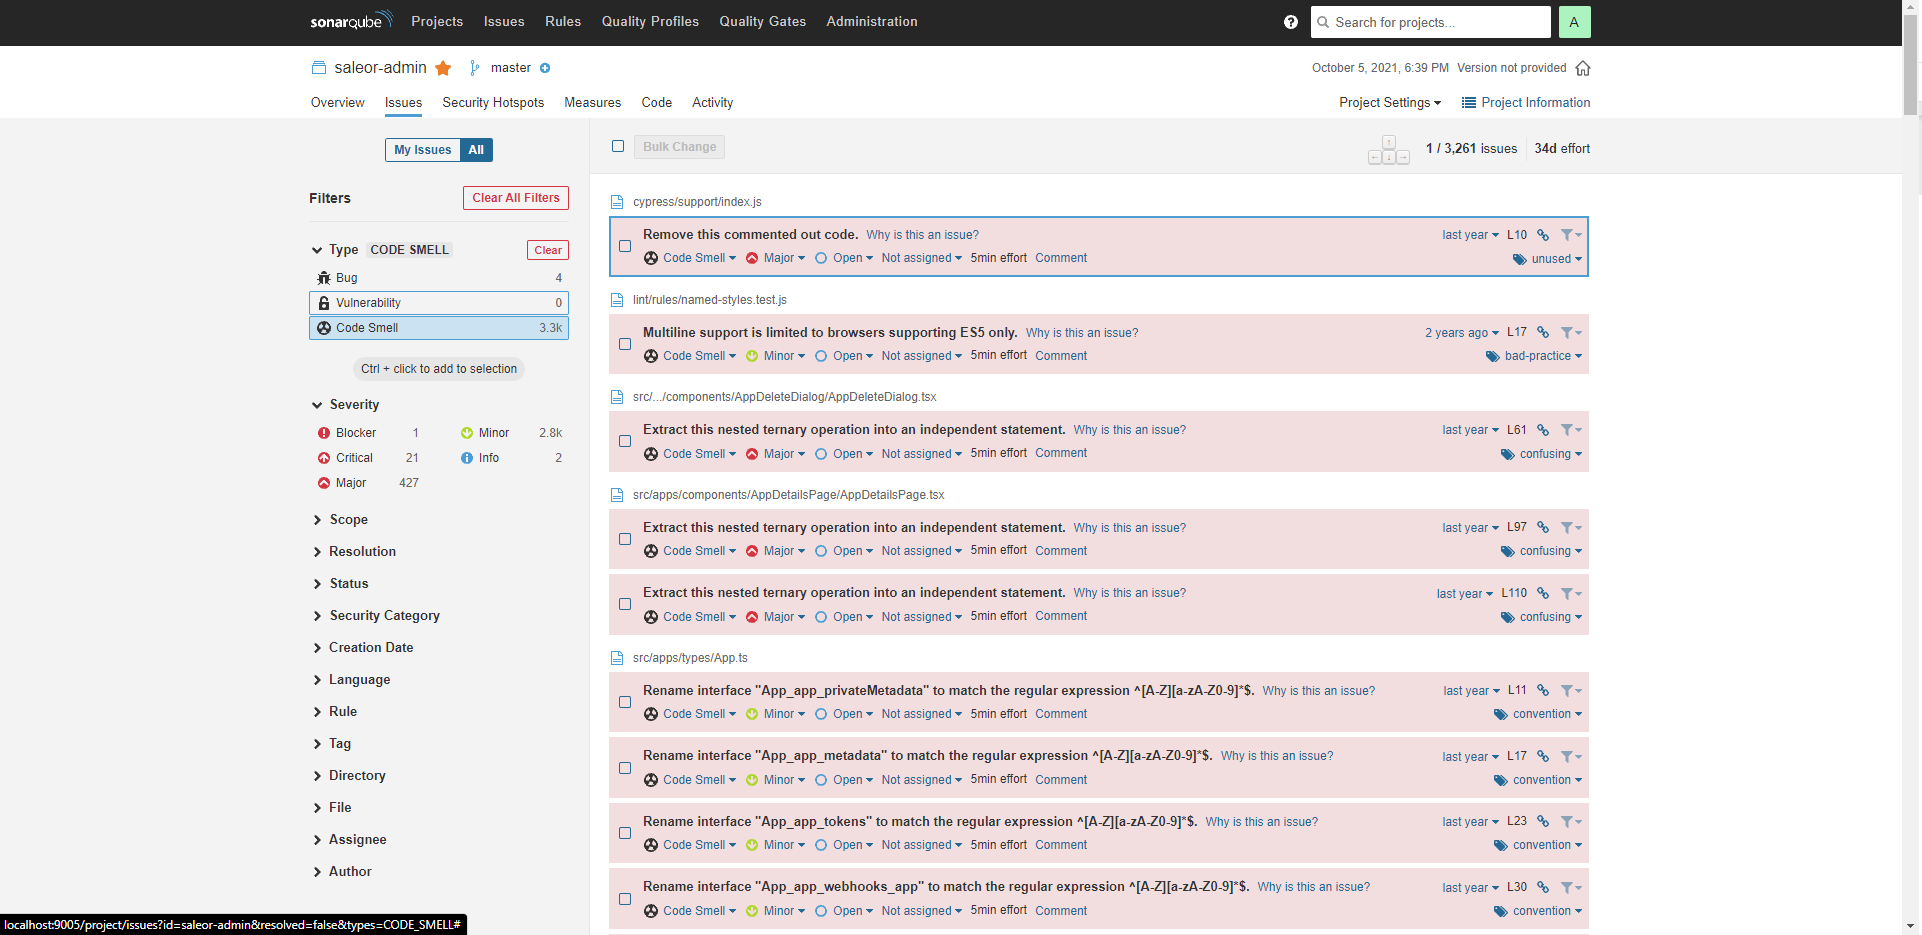 sonarqube Projects Issues Rules Quality Profiles Quality Gates Administration ? Search for projects... A
saleor-admin master October 5, 2021, 6:39 PM Version not provided
Overview Issues Security Hotspots Measures Code Activity Project Settings Project Information
My Issues All
Bulk Change 1 / 3,261 issues 34d effort
Filters Clear All Filters
Type CODE SMELL Clear
Bug 4
Vulnerability 0
Code Smell 3.3k
Ctrl + click to add to selection
Severity
Blocker 1 Minor 2.8k
Critical 21 Info 2
Major 427
Scope
Resolution
Status
Security Category
Creation Date
Language
Rule
Tag
Directory
File
Assignee
Author
cypress/support/index.js
Remove this commented out code. Why is this an issue? last year L10
Code Smell Major Open Not assigned 5min effort Comment unused
lint/rules/named-styles.test.js
Multiline support is limited to browsers supporting ES5 only. Why is this an issue? 2 years ago L17
Code Smell Minor Open Not assigned 5min effort Comment bad-practice
src/.../components/AppDeleteDialog/AppDeleteDialog.tsx
Extract this nested ternary operation into an independent statement. Why is this an issue? last year L61
Code Smell Major Open Not assigned 5min effort Comment confusing
src/apps/components/AppDetailsPage/AppDetailsPage.tsx
Extract this nested ternary operation into an independent statement. Why is this an issue? last year L97
Code Smell Major Open Not assigned 5min effort Comment confusing
Extract this nested ternary operation into an independent statement. Why is this an issue? last year L110
Code Smell Major Open Not assigned 5min effort Comment confusing
src/apps/types/App.ts
Rename interface "App_app_privateMetadata" to match the regular expression ^[A-Z][a-zA-Z0-9]*$. Why is this an issue? last year L11
Code Smell Minor Open Not assigned 5min effort Comment convention
Rename interface "App_app_metadata" to match the regular expression ^[A-Z][a-zA-Z0-9]*$. Why is this an issue? last year L17
Code Smell Minor Open Not assigned 5min effort Comment convention
Rename interface "App_app_tokens" to match the regular expression ^[A-Z][a-zA-Z0-9]*$. Why is this an issue? last year L23
Code Smell Minor Open Not assigned 5min effort Comment convention
Rename interface "App_app_webhooks_app" to match the regular expression ^[A-Z][a-zA-Z0-9]*$. Why is this an issue? last year L30
Code Smell Minor Open Not assigned 5min effort Comment convention
localhost:9005/project/issues?id=saleor-admin&resolved=false&types=CODE_SMELL#